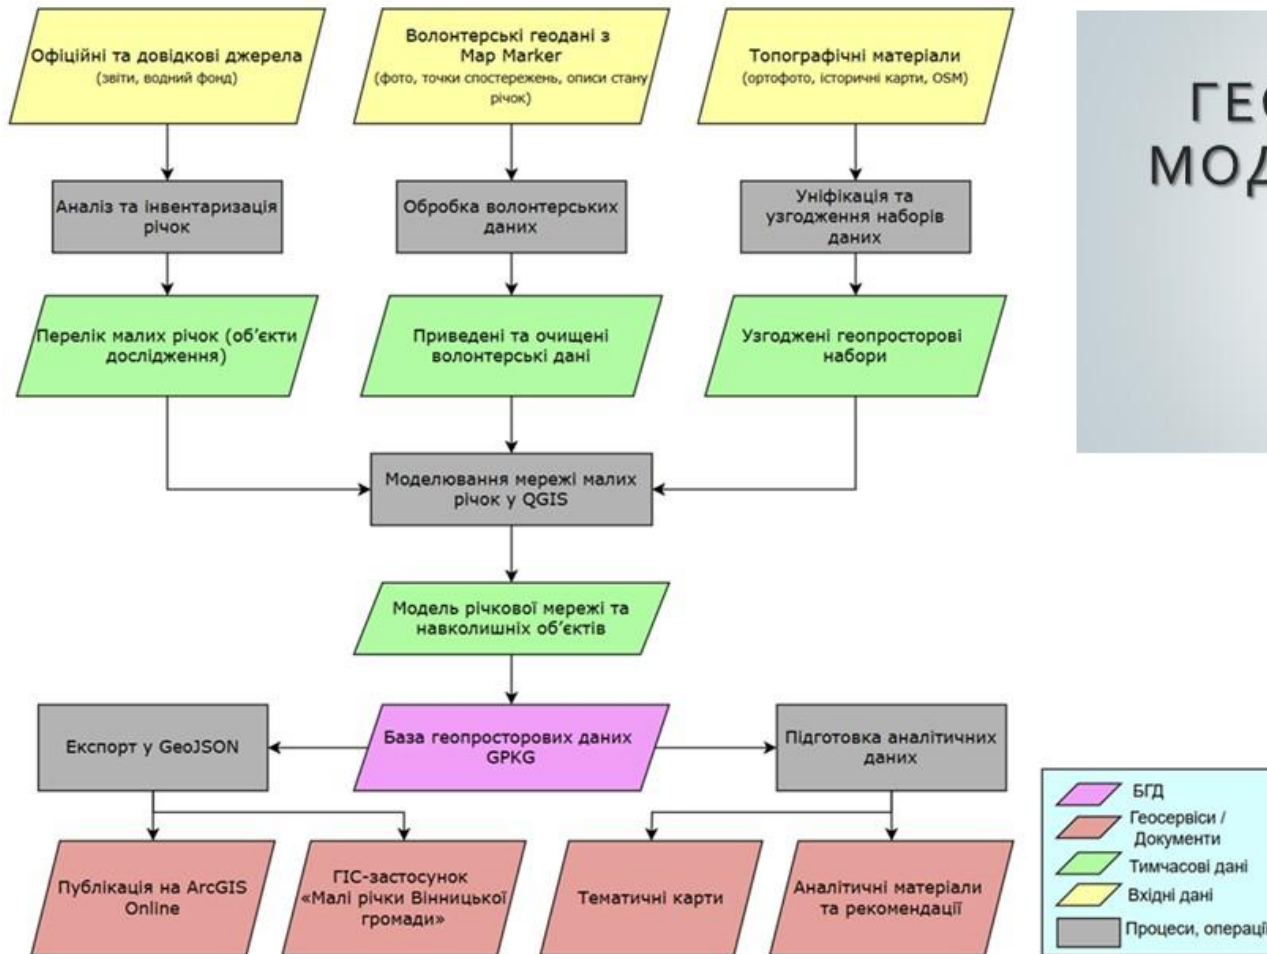 Офіційні та довідкові джерела
(звіти, водний фонд)
Волонтерські геодані з
Map Marker
(фото, точки спостережень, описи стану
річок)
Топографічні матеріали
(ортофото, історичні карти, OSM)
Аналіз та інвентаризація
річок
Обробка волонтерських
даних
Уніфікація та
узгодження наборів
даних
Перелік малих річок (об’єкти
дослідження)
Приведені та очищені
волонтерські дані
Узгоджені геопросторові
набори
Моделювання мережі малих
річок у QGIS
Модель річкової мережі та
навколишніх об’єктів
Експорт у GeoJSON
База геопросторових даних
GPKG
Підготовка аналітичних
даних
Публікація на ArcGIS
Online
ГІС-застосунок
«Малі річки Вінницької
громади»
Тематичні карти
Аналітичні матеріали
та рекомендації
БГД
Геосервіси /
Документи
Тимчасові дані
Вхідні дані
Процеси, операції